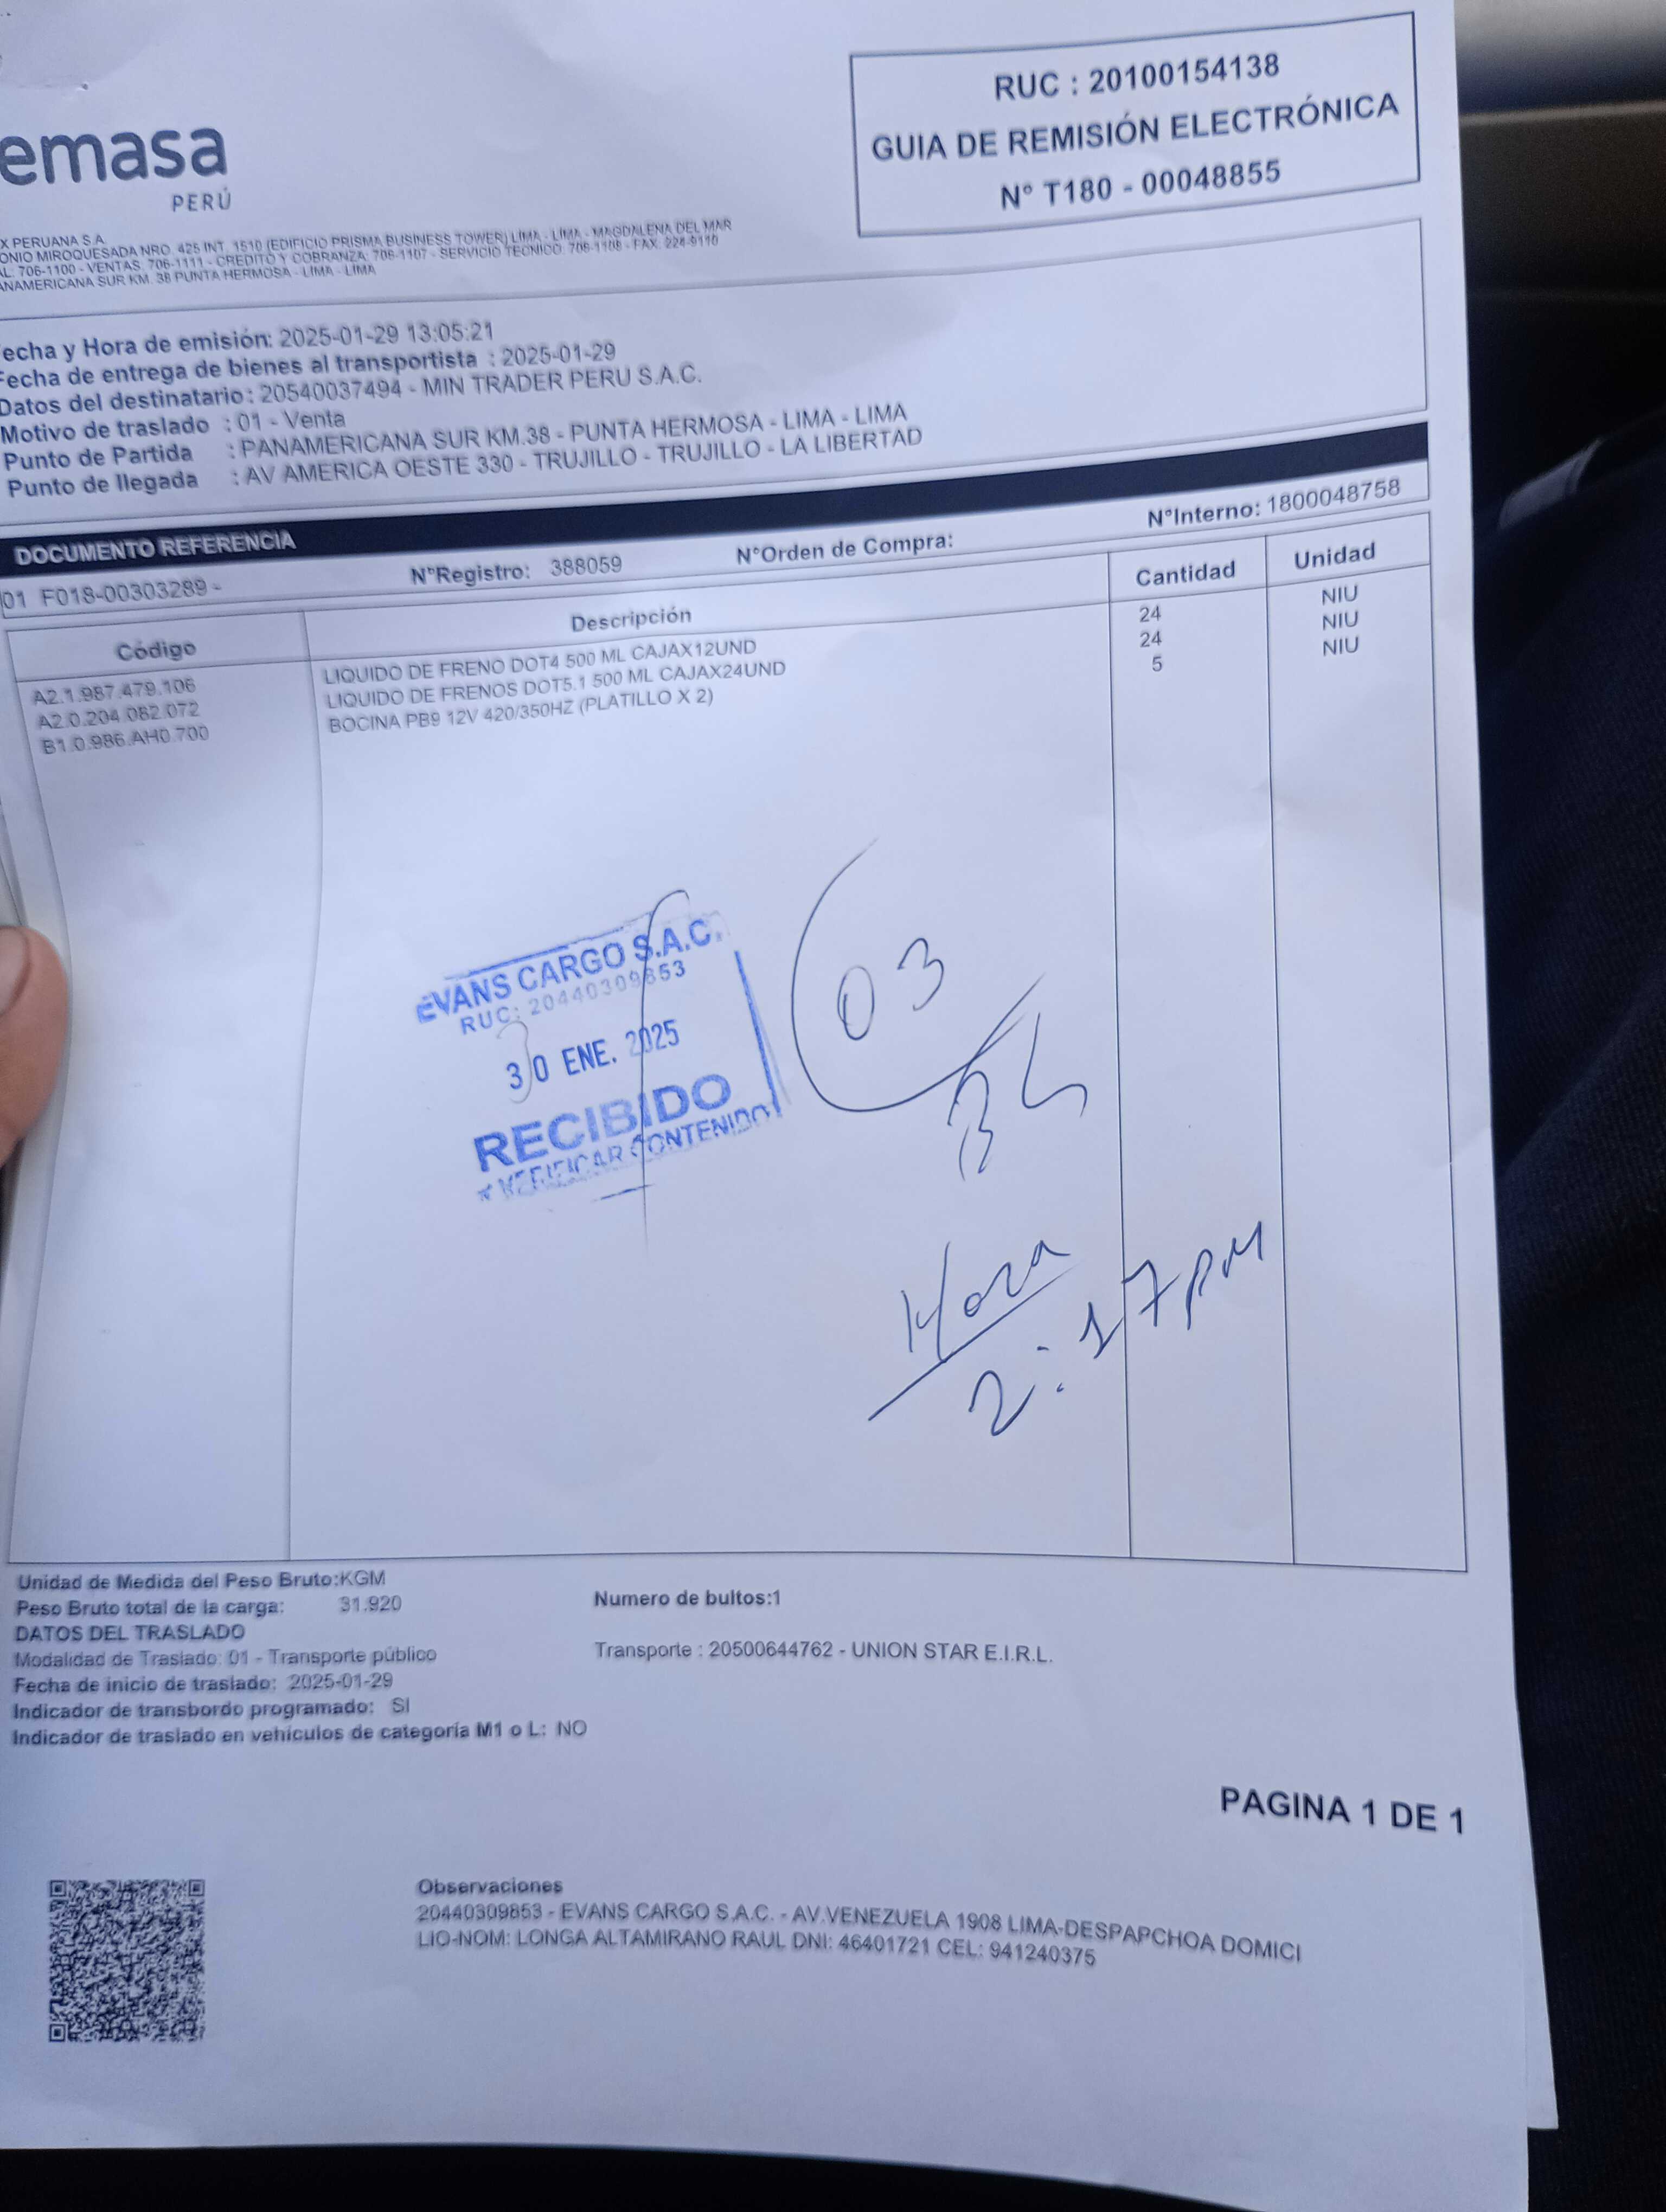 RUC : 20100154138
GUIA DE REMISIÓN ELECTRÓNICA
N° T180 - 00048855
emasa
PERÚ
X PERUANA S.A.
ONIO MIROQUESADA NRO. 425 INT. 1510 (EDIFICIO PRISMA BUSINESS TOWER) LIMA - LIMA - MAGDALENA DEL MAR
AL: 706-1100 - VENTAS: 706-1111 - CREDITO Y COBRANZA: 706-1107 - SERVICIO TECNICO: 706-1108 - FAX: 224-9110
ANAMERICANA SUR KM. 38 PUNTA HERMOSA - LIMA - LIMA
echa y Hora de emisión: 2025-01-29 13:05:21
Fecha de entrega de bienes al transportista : 2025-01-29
Datos del destinatario : 20540037494 - MIN TRADER PERU S.A.C.
Motivo de traslado : 01 - Venta
Punto de Partida : PANAMERICANA SUR KM.38 - PUNTA HERMOSA - LIMA - LIMA
Punto de llegada : AV AMERICA OESTE 330 - TRUJILLO - TRUJILLO - LA LIBERTAD
DOCUMENTO REFERENCIA
01 F018-00303289 - N°Registro: 388059 N°Orden de Compra: N°Interno: 1800048758
Código Descripción Cantidad Unidad
A2.1.987.479.106 LIQUIDO DE FRENO DOT4 500 ML CAJAX12UND 24 NIU
A2.0.204.082.072 LIQUIDO DE FRENOS DOT5.1 500 ML CAJAX24UND 24 NIU
B1.0.986.AH0.700 BOCINA PB9 12V 420/350HZ (PLATILLO X 2) 5 NIU
EVANS CARGO S.A.C.
RUC: 20440309853
30 ENE. 2025
RECIBIDO
VERIFICAR CONTENIDO
03
Hora
2:17pm
Unidad de Medida del Peso Bruto:KGM
Peso Bruto total de la carga: 31.920 Numero de bultos:1
DATOS DEL TRASLADO
Modalidad de Traslado: 01 - Transporte público Transporte : 20500644762 - UNION STAR E.I.R.L.
Fecha de inicio de traslado: 2025-01-29
Indicador de transbordo programado: SI
Indicador de traslado en vehículos de categoría M1 o L: NO
PAGINA 1 DE 1
Observaciones
20440309853 - EVANS CARGO S.A.C. - AV.VENEZUELA 1908 LIMA-DESPAPCHOA DOMICI
LIO-NOM: LONGA ALTAMIRANO RAUL DNI: 46401721 CEL: 941240375